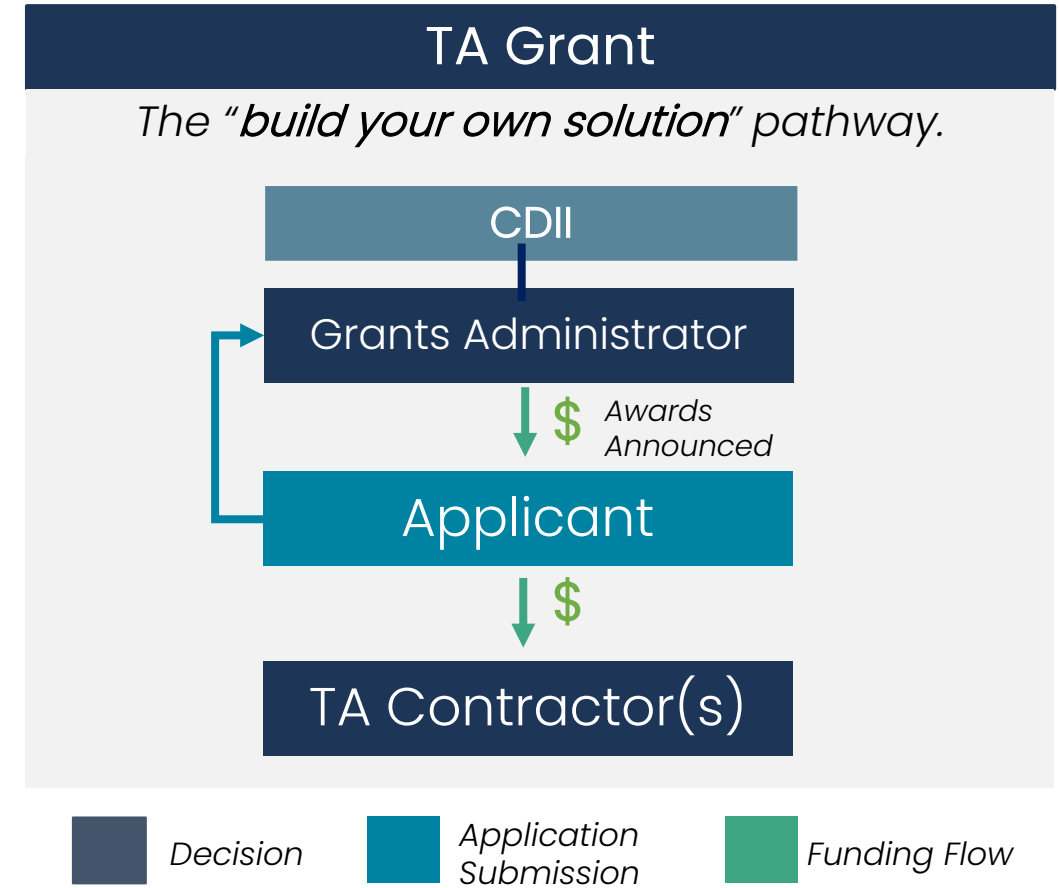 TA Grant
The “build your own solution” pathway.
CDII
Grants Administrator
$ Awards
Announced
Applicant
$
TA Contractor(s)
Decision
Application
Submission
Funding Flow